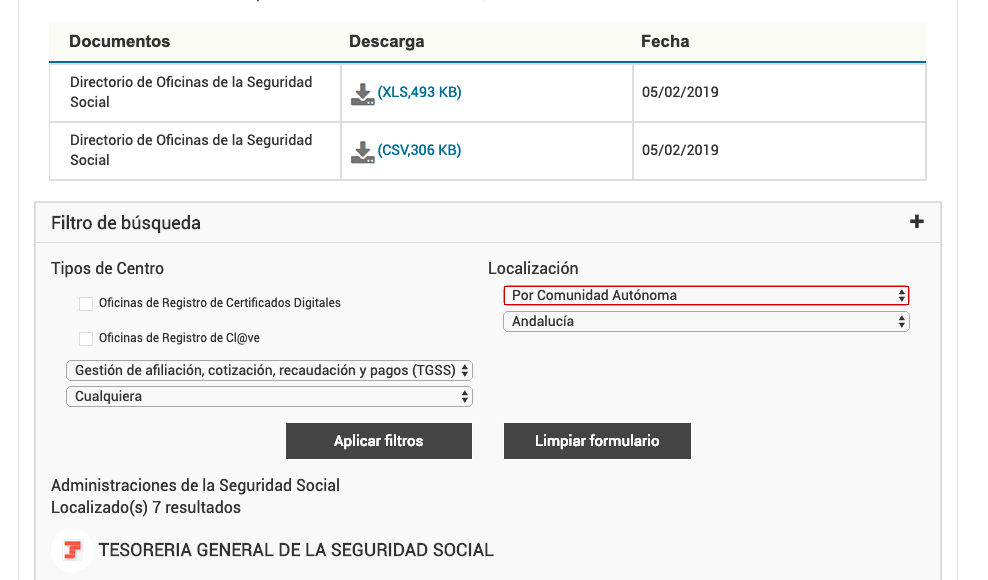 Documentos Descarga Fecha
Directorio de Oficinas de la Seguridad
Social
(XLS,493 KB)
05/02/2019
Directorio de Oficinas de la Seguridad
Social
(CSV,306 KB)
05/02/2019
Filtro de búsqueda
Tipos de Centro
Oficinas de Registro de Certificados Digitales
Oficinas de Registro de Cl@ve
Gestión de afiliación, cotización, recaudación y pagos (TGSS)
Cualquiera
Localización
Por Comunidad Autónoma
Andalucía
Aplicar filtros
Limpiar formulario
Administraciones de la Seguridad Social
Localizado(s) 7 resultados
TESORERIA GENERAL DE LA SEGURIDAD SOCIAL